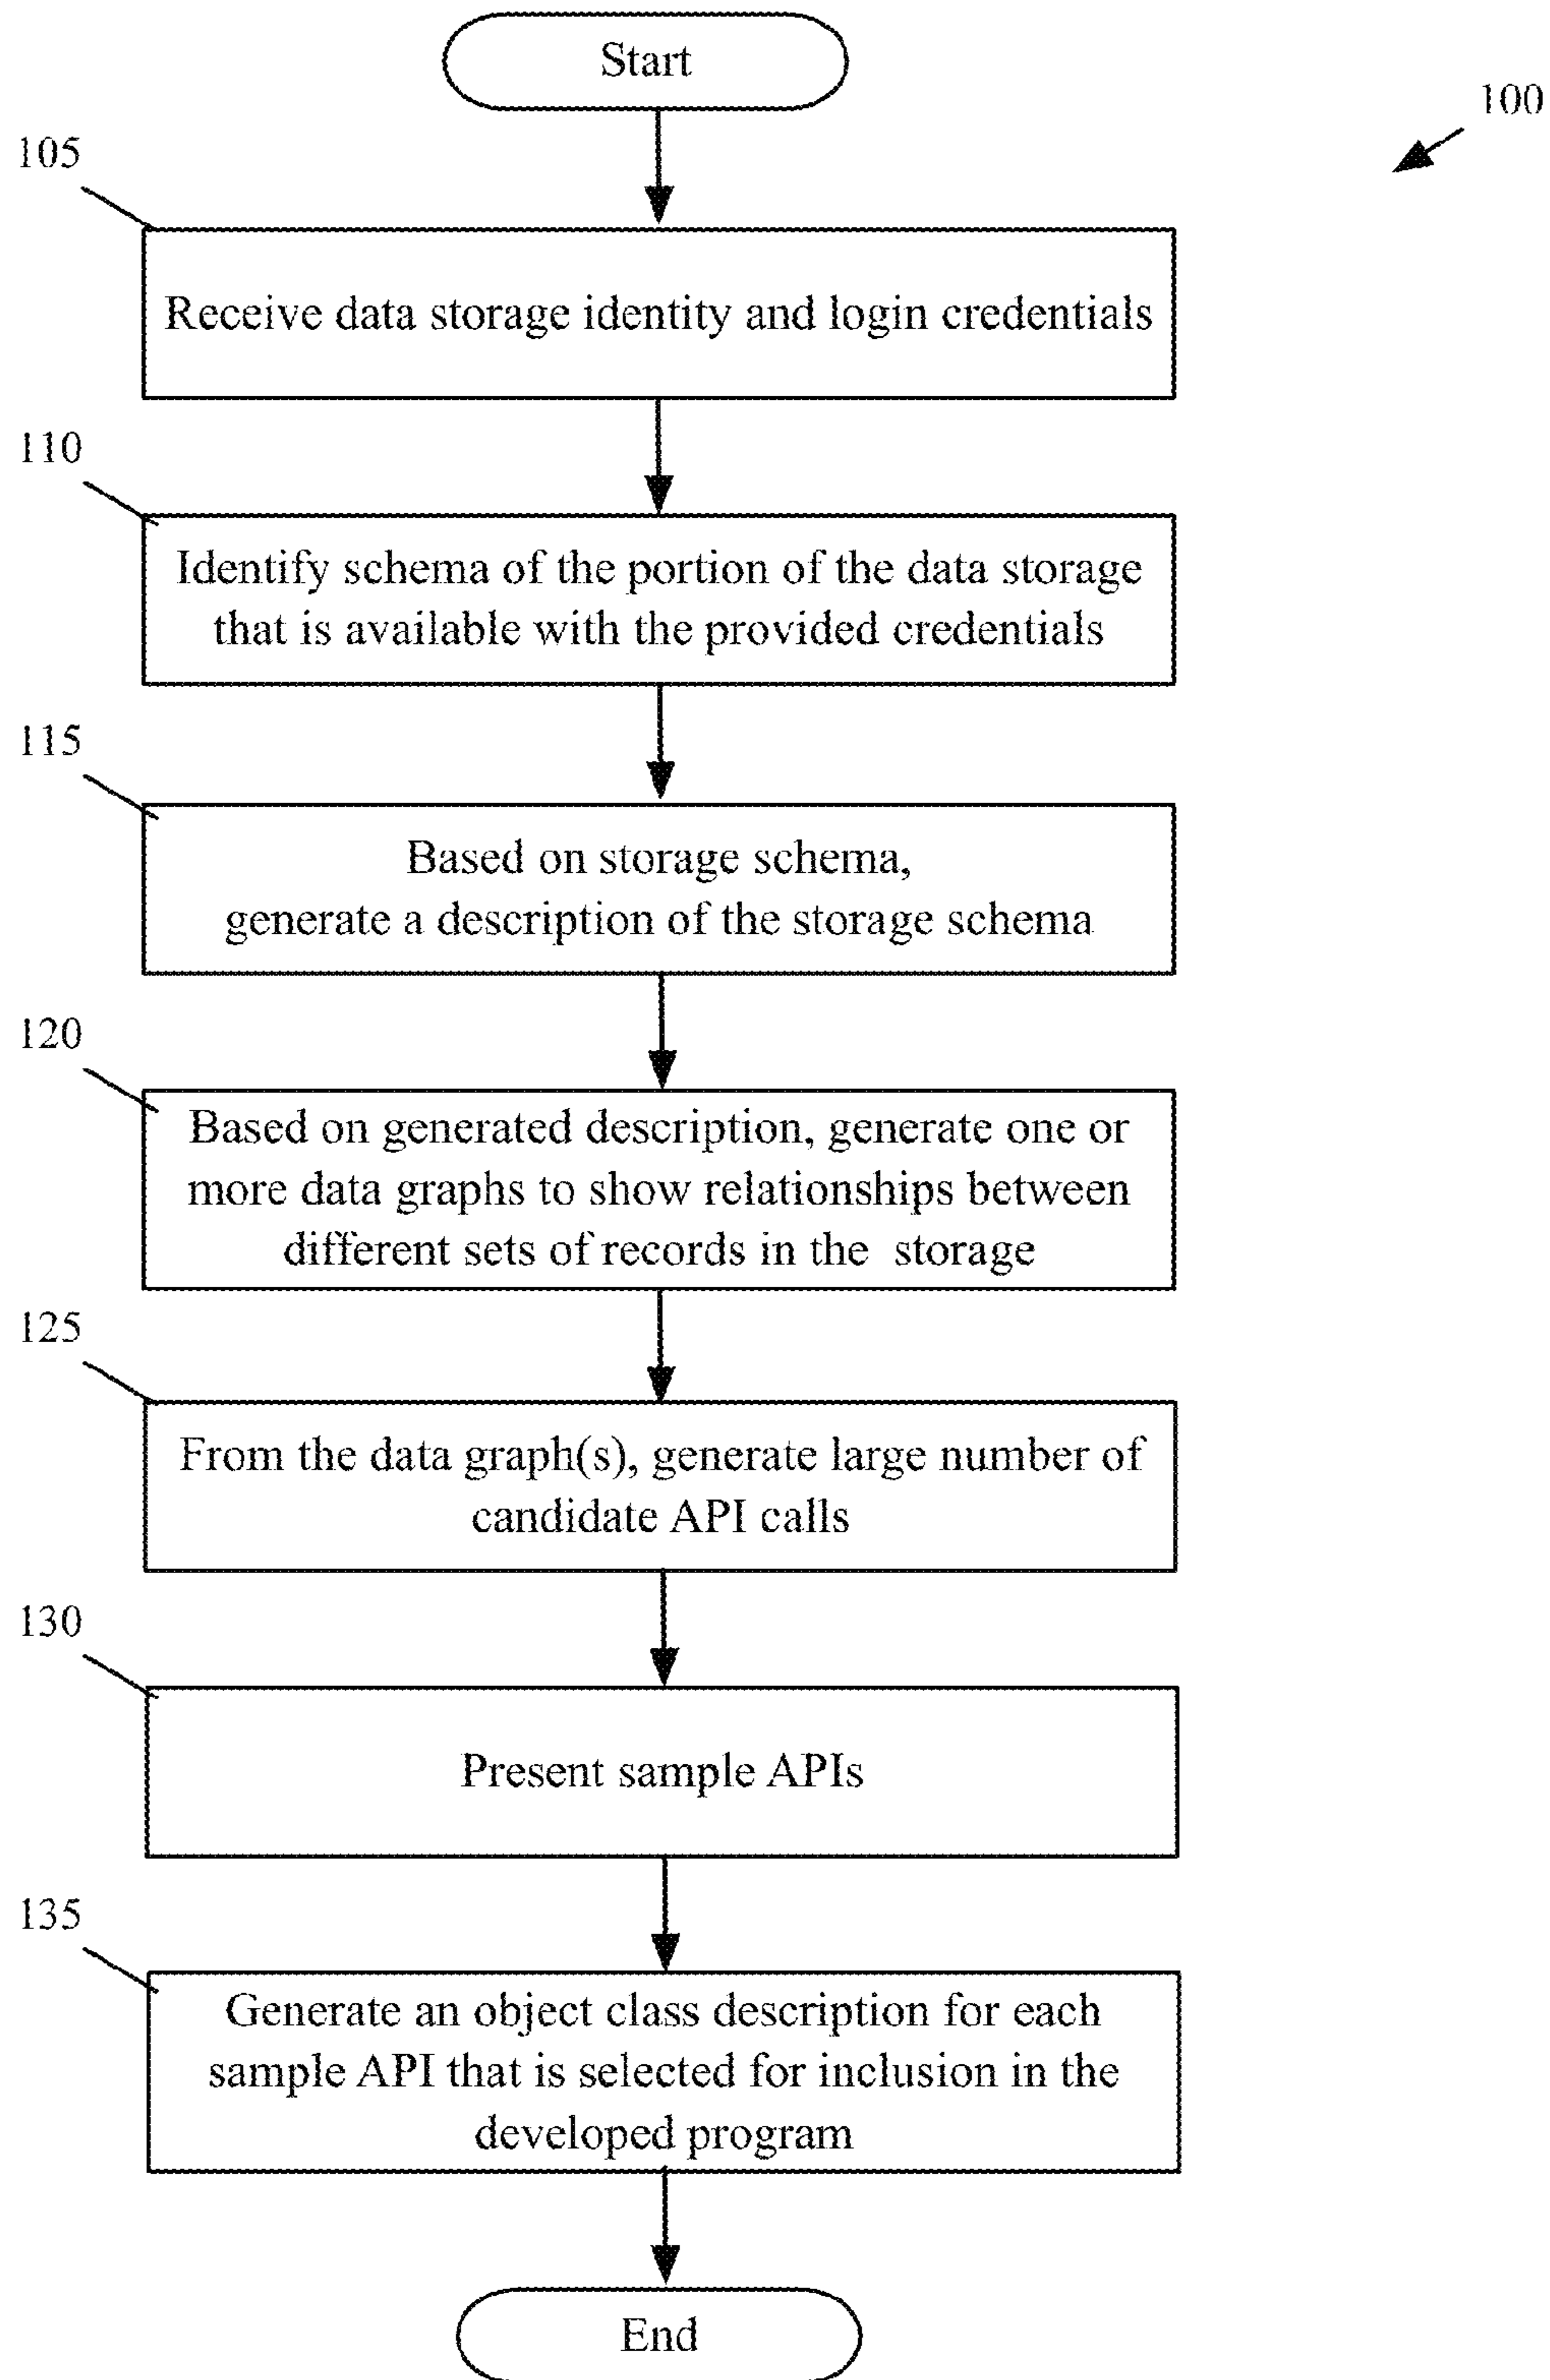 Start
100
105
Receive data storage identity and login credentials
110
Identify schema of the portion of the data storage
that is available with the provided credentials
115
Based on storage schema,
generate a description of the storage schema
120
Based on generated description, generate one or
more data graphs to show relationships between
different sets of records in the storage
125
From the data graph(s), generate large number of
candidate API calls
130
Present sample APIs
135
Generate an object class description for each
sample API that is selected for inclusion in the
developed program
End